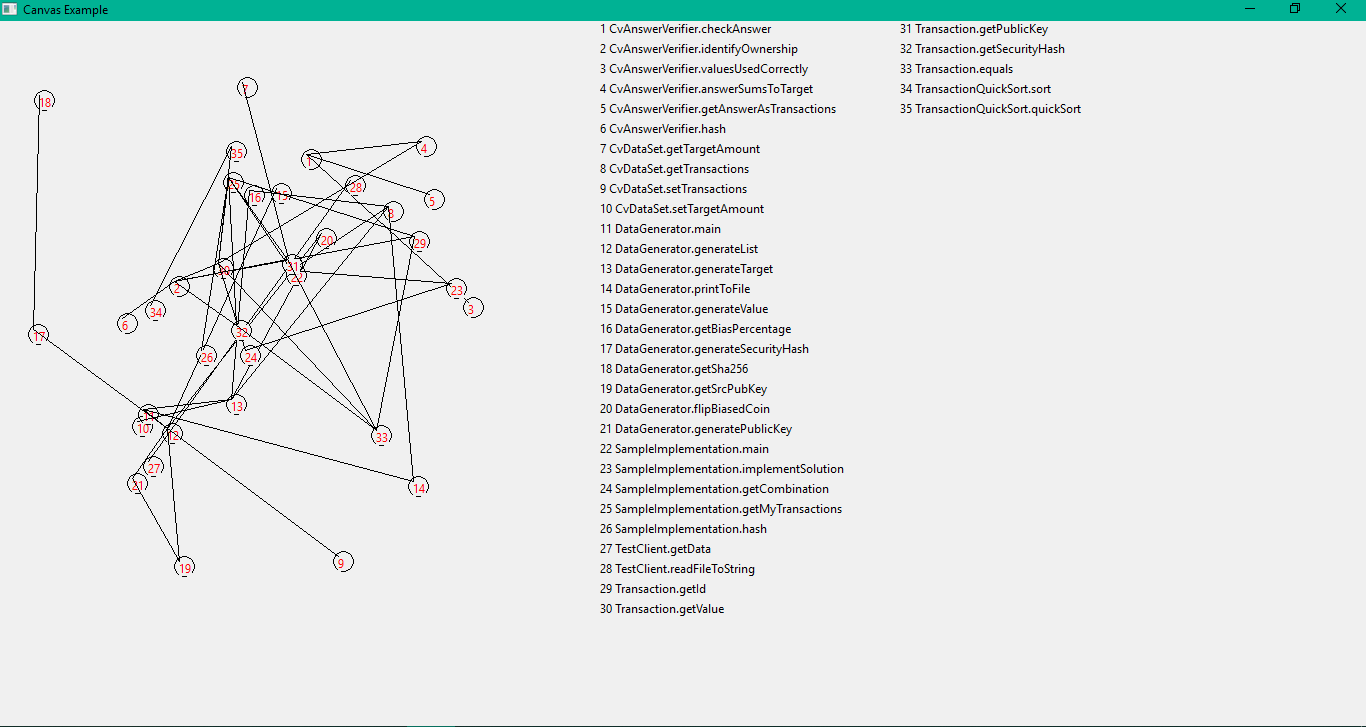 Canvas Example
1 CvAnswerVerifier.checkAnswer
2 CvAnswerVerifier.identifyOwnership
3 CvAnswerVerifier.valuesUsedCorrectly
4 CvAnswerVerifier.answerSumsToTarget
5 CvAnswerVerifier.getAnswerAsTransactions
6 CvAnswerVerifier.hash
7 CvDataSet.getTargetAmount
8 CvDataSet.getTransactions
9 CvDataSet.setTransactions
10 CvDataSet.setTargetAmount
11 DataGenerator.main
12 DataGenerator.generateList
13 DataGenerator.generateTarget
14 DataGenerator.printToFile
15 DataGenerator.generateValue
16 DataGenerator.getBiasPercentage
17 DataGenerator.generateSecurityHash
18 DataGenerator.getSha256
19 DataGenerator.getSrcPubKey
20 DataGenerator.flipBiasedCoin
21 DataGenerator.generatePublicKey
22 SampleImplementation.main
23 SampleImplementation.implementSolution
24 SampleImplementation.getCombination
25 SampleImplementation.getMyTransactions
26 SampleImplementation.hash
27 TestClient.getData
28 TestClient.readFileToString
29 Transaction.getId
30 Transaction.getValue
31 Transaction.getPublicKey
32 Transaction.getSecurityHash
33 Transaction.equals
34 TransactionQuickSort.sort
35 TransactionQuickSort.quickSort
7
18
35
1
4
25
16
15
28
5
8
20
29
31
22
30
2
23
3
34
6
32
17
26
24
13
11
10
12
33
27
21
14
9
19